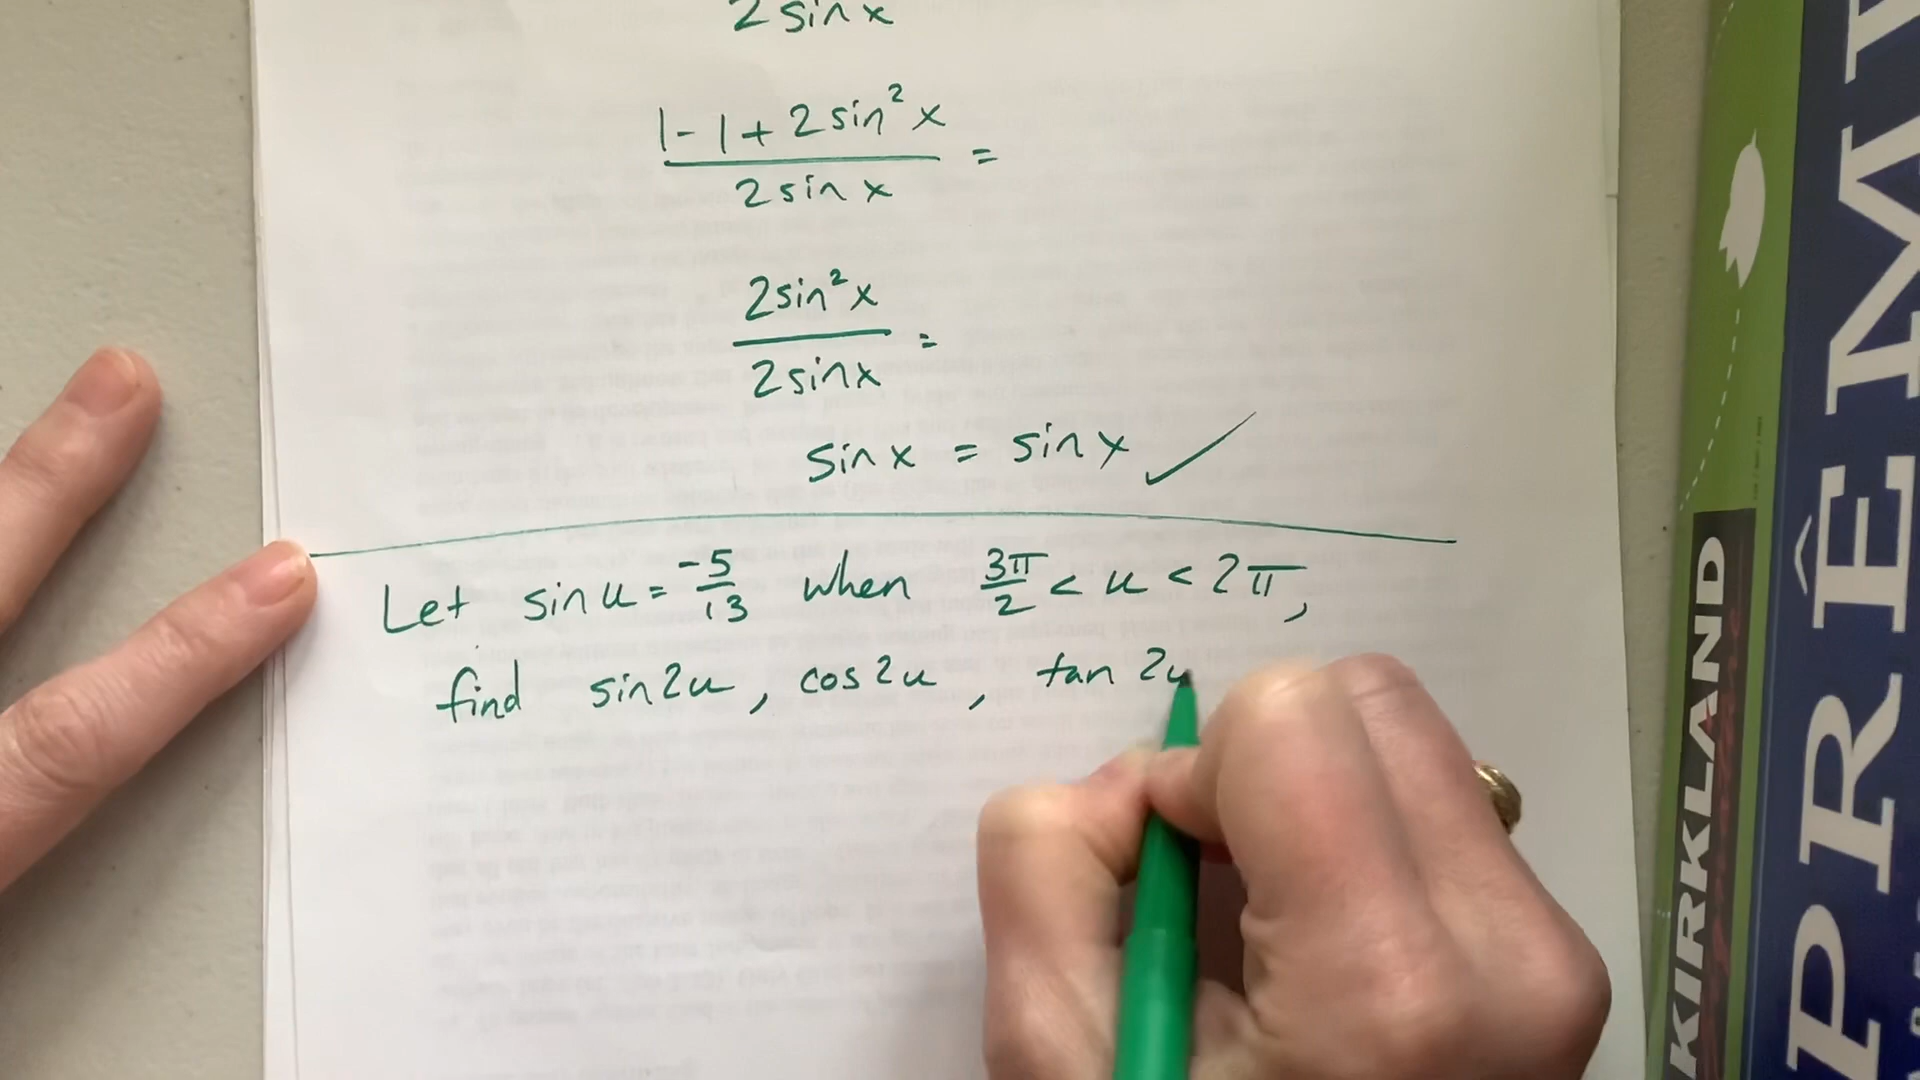 2 sin x
1 - 1 + 2 sin² x
=
2 sin x
2 sin² x
=
2 sin x
sin x = sin x ✓
Let sin u = -5/13 when 3π/2 < u < 2π,
find sin 2u, cos 2u, tan 2u
KIRKLAND
PRÊM